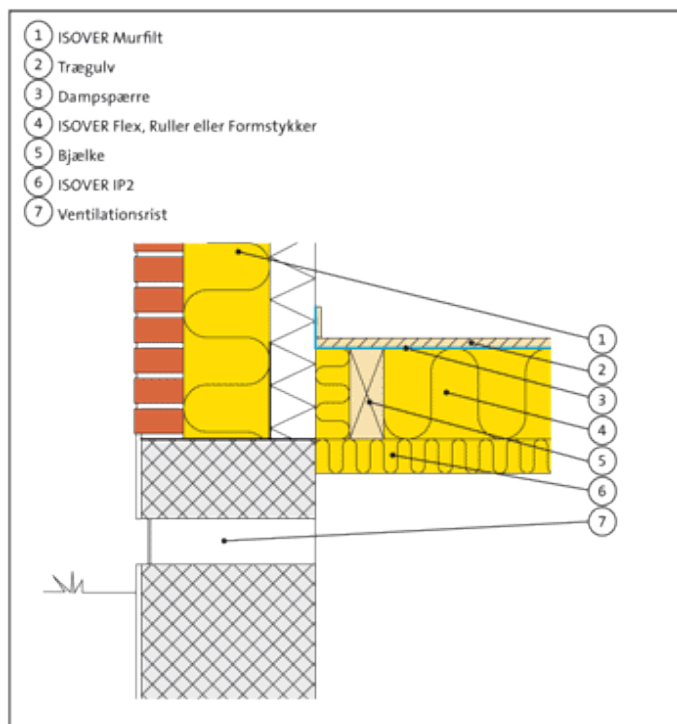 1 ISOVER Murfilt
2 Trægulv
3 Dampspærre
4 ISOVER Flex, Ruller eller Formstykker
5 Bjælke
6 ISOVER IP2
7 Ventilationsrist
1
2
3
4
5
6
7